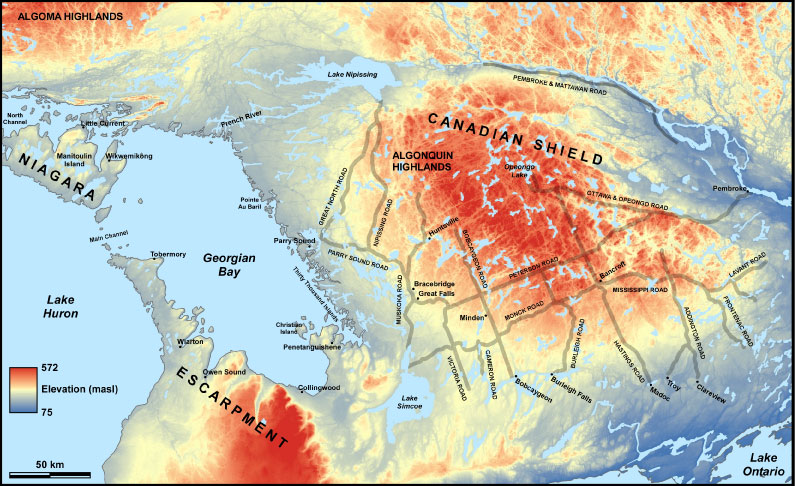 ALGOMA HIGHLANDS
Lake Nipissing
PEMBROKE & MATTAWAN ROAD
North
Channel
Little Current
French River
CANADIAN SHIELD
NIAGARA
Manitoulin
Island
Wikwemikong
ALGONQUIN
HIGHLANDS
Opeongo
Lake
GREAT NORTH ROAD
NIPISSING ROAD
OTTAWA & OPEONGO ROAD
Pembroke
Pointe
Au Baril
Main Channel
Parry Sound
Huntsville
BOBCAYGEON ROAD
Tobermory
Georgian
Bay
PARRY SOUND ROAD
PETERSON ROAD
Bancroft
LAVANT ROAD
Thirty Thousand Islands
MUSKOKA ROAD
Bracebridge
Great Falls
MISSISSIPPI ROAD
Lake
Huron
MONCK ROAD
FRONTENAC ROAD
Christian
Island
Minden
ADDINGTON ROAD
Penetanguishene
BURLEIGH ROAD
HASTINGS ROAD
Wiarton
VICTORIA ROAD
CAMERON ROAD
572
Elevation (masl)
75
Owen Sound
ESCARPMENT
Collingwood
Lake
Simcoe
Bobcaygeon
Burleigh Falls
Madoc
Troy
Clareview
50 km
Lake
Ontario